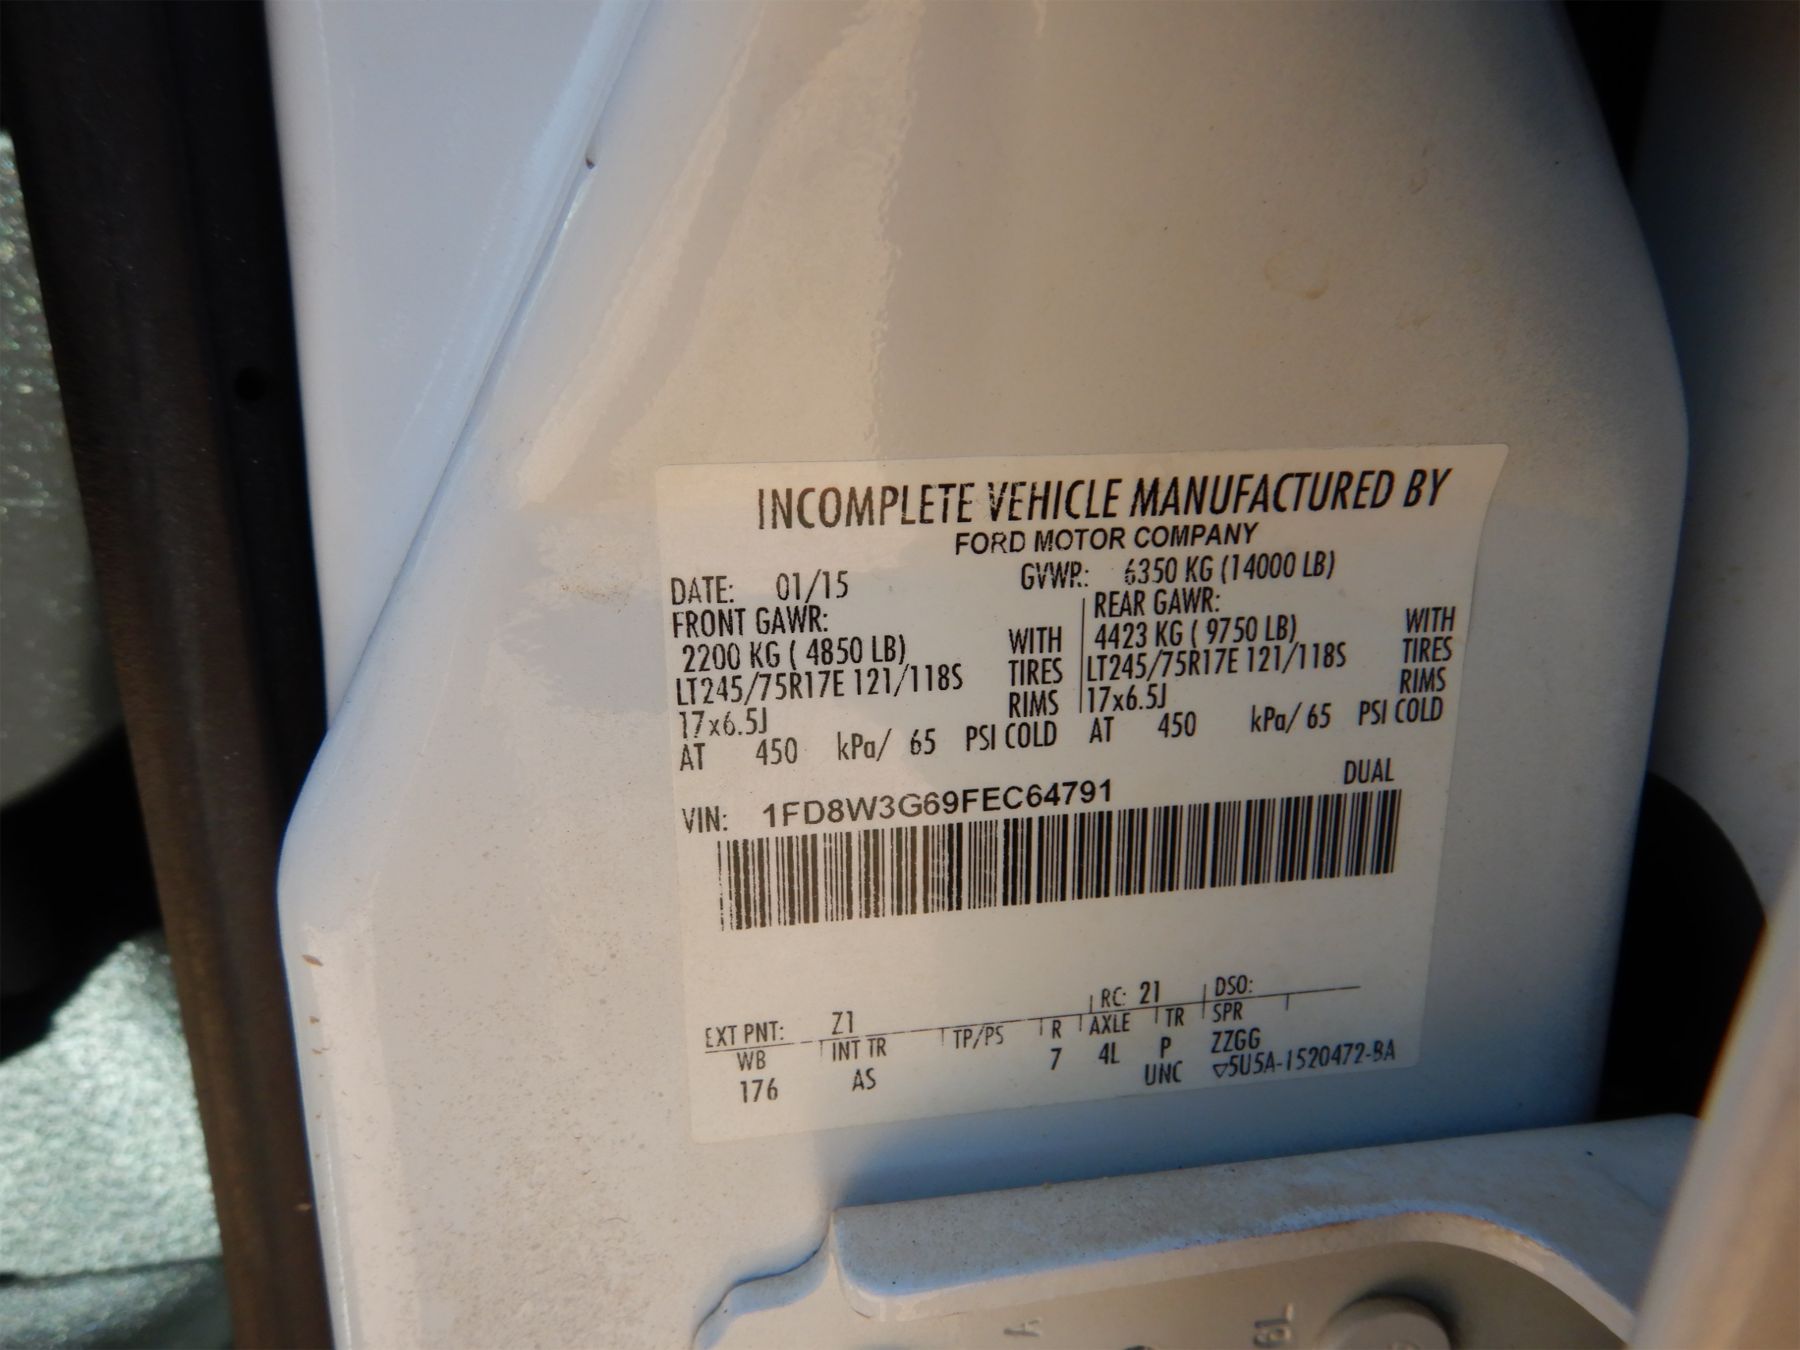 INCOMPLETE VEHICLE MANUFACTURED BY
FORD MOTOR COMPANY
DATE: 01/15 GVWR: 6350 KG (14000 LB)
FRONT GAWR: REAR GAWR:
2200 KG ( 4850 LB) WITH 4423 KG ( 9750 LB) WITH
LT245/75R17E 121/118S TIRES LT245/75R17E 121/118S TIRES
17x6.5J RIMS 17x6.5J RIMS
AT 450 kPa/ 65 PSI COLD AT 450 kPa/ 65 PSI COLD
VIN: 1FD8W3G69FEC64791 DUAL
EXT PNT: Z1 RC: 21 DSO:
WB INT TR TP/PS R AXLE TR SPR
176 AS 7 4L P ZZGG
UNC ▽5U5A-1520472-BA
A